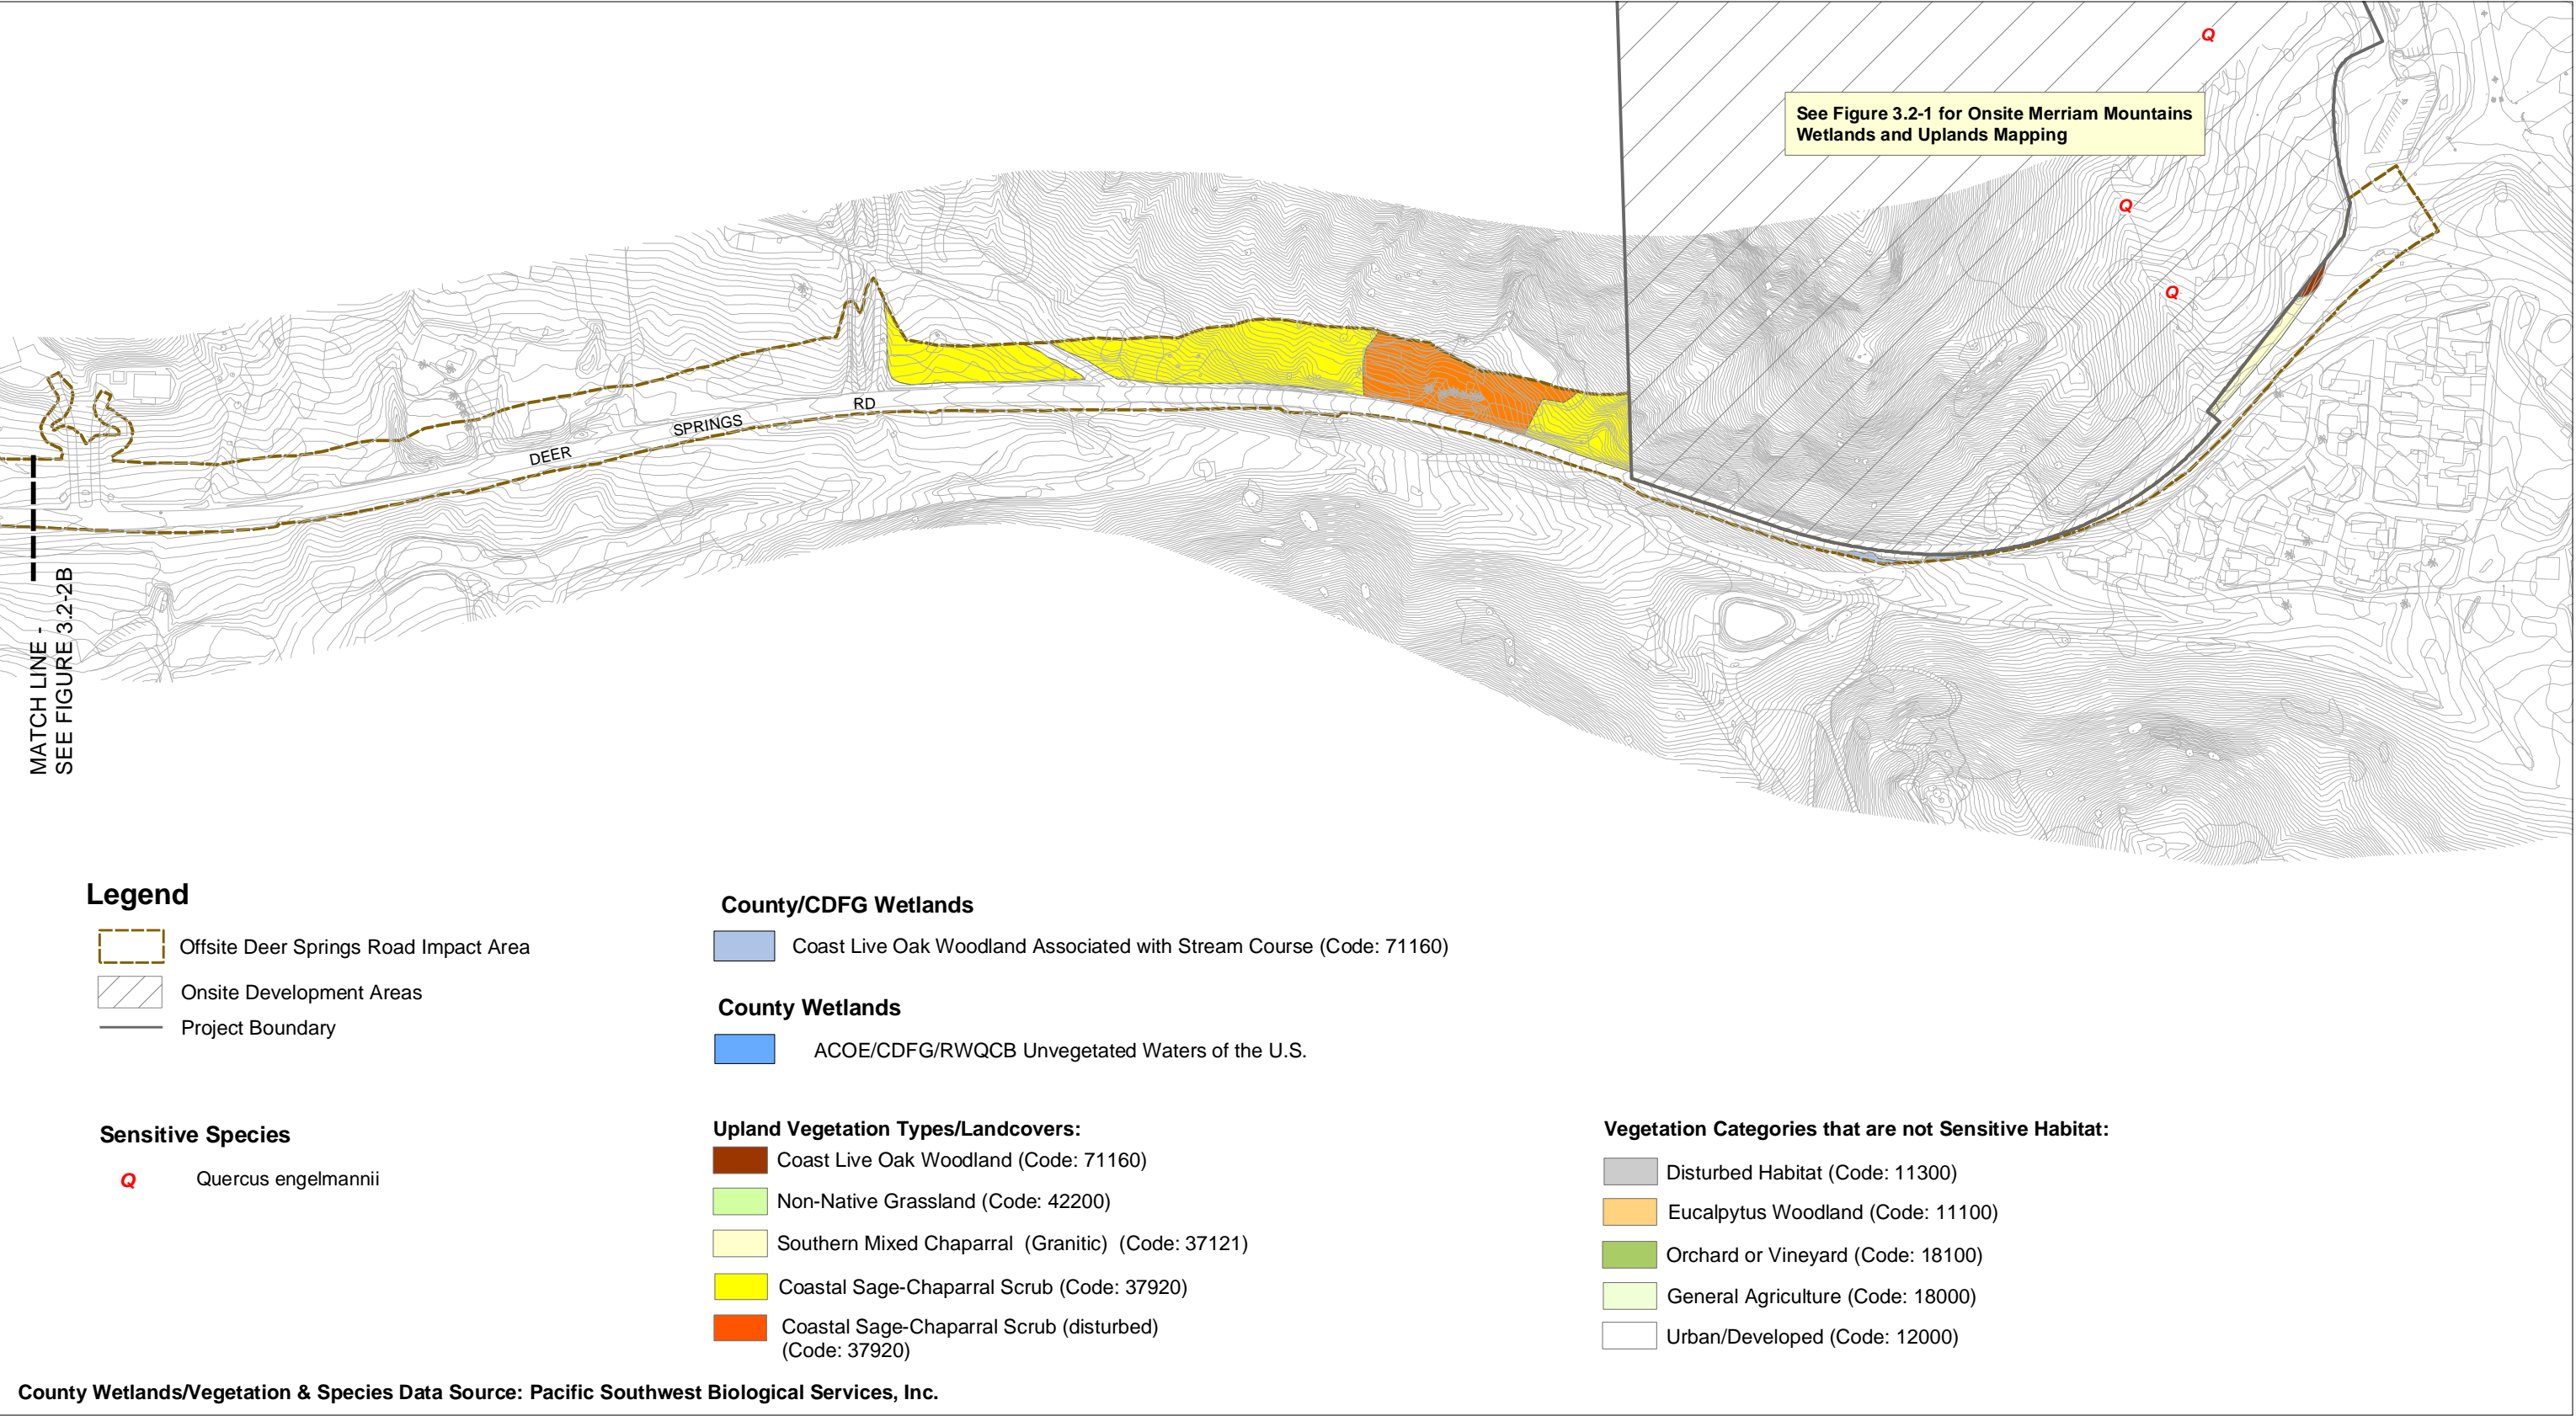 Q
See Figure 3.2-1 for Onsite Merriam Mountains
Wetlands and Uplands Mapping
Q
Q
DEER SPRINGS RD
MATCH LINE -
SEE FIGURE 3.2-2B
Legend
Offsite Deer Springs Road Impact Area
Onsite Development Areas
Project Boundary
Sensitive Species
Q Quercus engelmannii
County/CDFG Wetlands
Coast Live Oak Woodland Associated with Stream Course (Code: 71160)
County Wetlands
ACOE/CDFG/RWQCB Unvegetated Waters of the U.S.
Upland Vegetation Types/Landcovers:
Coast Live Oak Woodland (Code: 71160)
Non-Native Grassland (Code: 42200)
Southern Mixed Chaparral (Granitic) (Code: 37121)
Coastal Sage-Chaparral Scrub (Code: 37920)
Coastal Sage-Chaparral Scrub (disturbed)
(Code: 37920)
Vegetation Categories that are not Sensitive Habitat:
Disturbed Habitat (Code: 11300)
Eucalpytus Woodland (Code: 11100)
Orchard or Vineyard (Code: 18100)
General Agriculture (Code: 18000)
Urban/Developed (Code: 12000)
County Wetlands/Vegetation & Species Data Source: Pacific Southwest Biological Services, Inc.